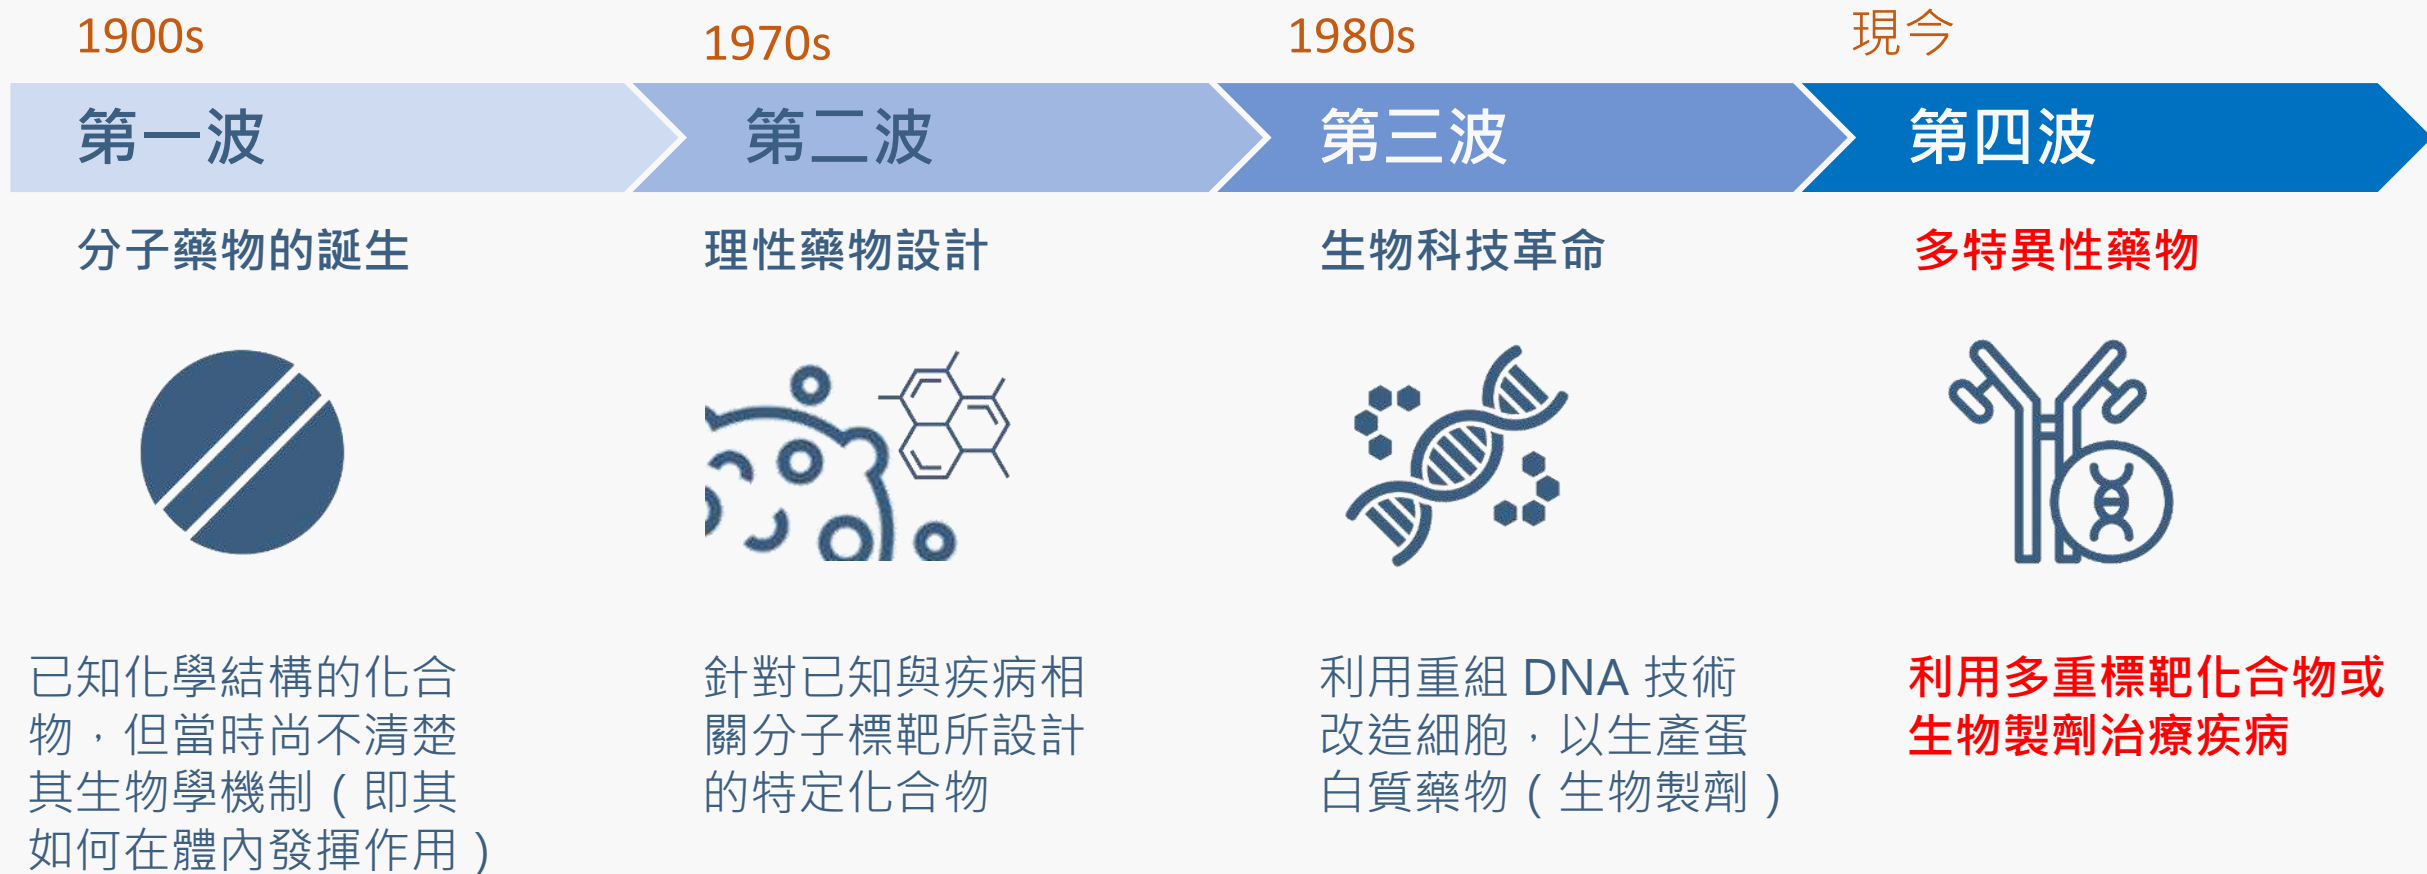 1900s
第一波
分子藥物的誕生
已知化學結構的化合
物，但當時尚不清楚
其生物學機制（即其
如何在體內發揮作用）
1970s
第二波
理性藥物設計
針對已知與疾病相
關分子標靶所設計
的特定化合物
1980s
第三波
生物科技革命
利用重組 DNA 技術
改造細胞，以生產蛋
白質藥物（生物製劑）
現今
第四波
多特異性藥物
利用多重標靶化合物或
生物製劑治療疾病